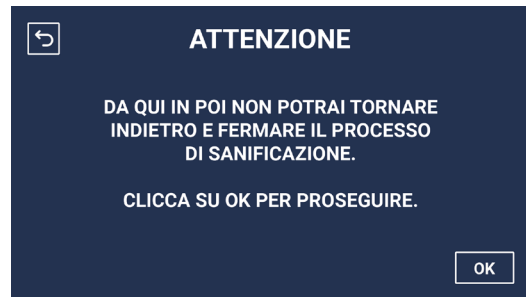 ATTENZIONE
DA QUI IN POI NON POTRAI TORNARE
INDIETRO E FERMARE IL PROCESSO
DI SANIFICAZIONE.
CLICCA SU OK PER PROSEGUIRE.
OK